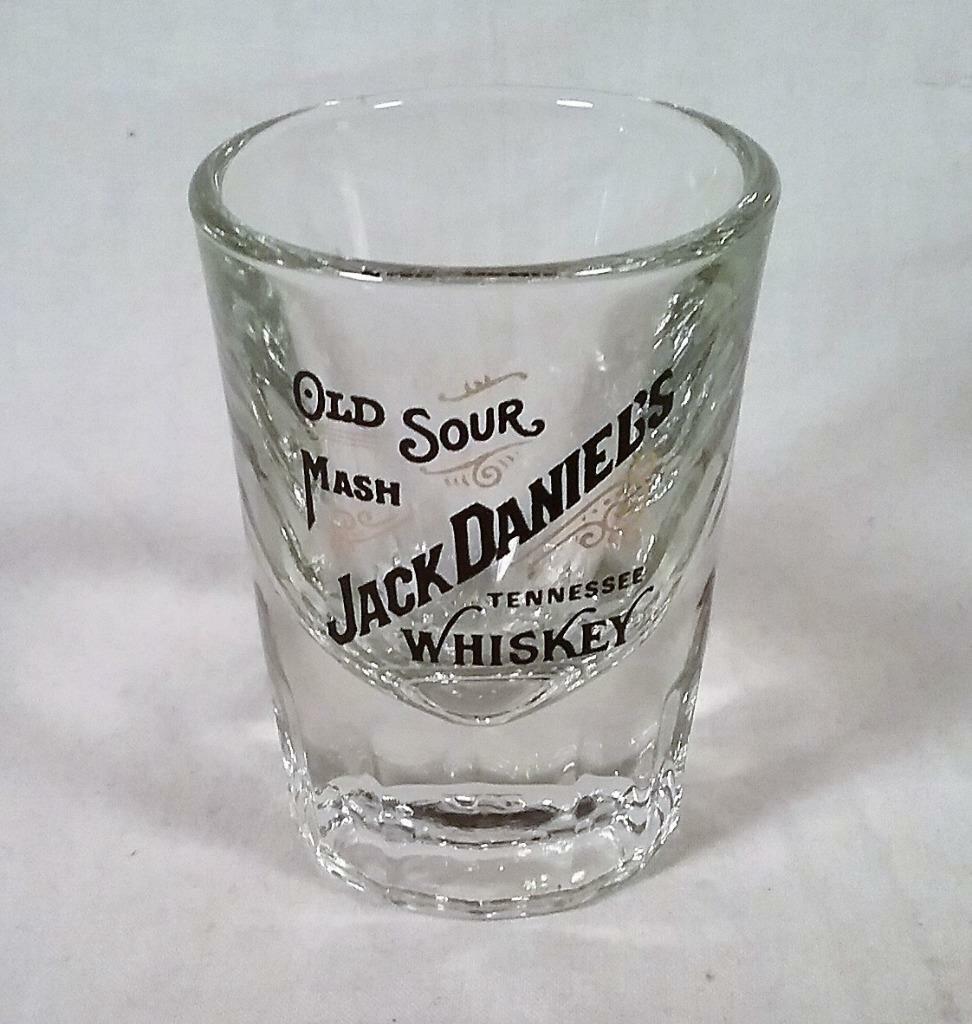 OLD SOUR
MASH
JACK DANIEL'S
TENNESSEE
WHISKEY